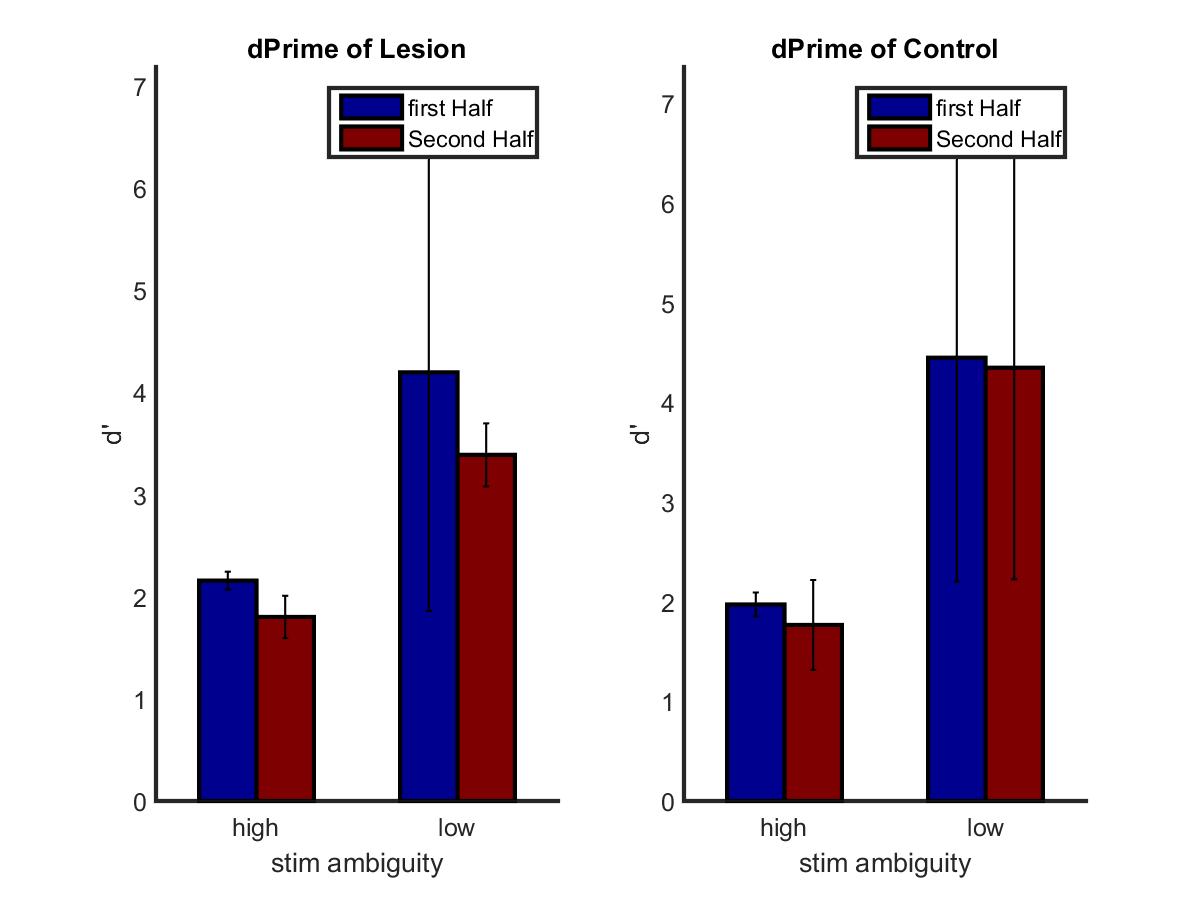 dPrime of Lesion
7
6
5
4
3
2
1
0
d'
first Half
Second Half
high
low
stim ambiguity
dPrime of Control
7
6
5
4
3
2
1
0
d'
first Half
Second Half
high
low
stim ambiguity